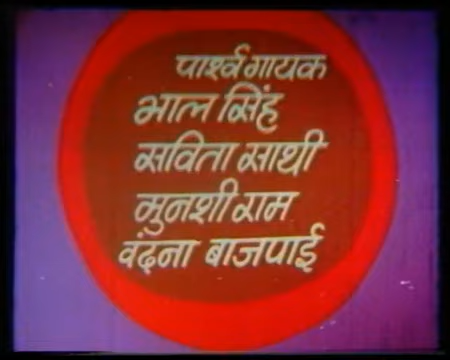 पार्श्व गायक
भाल सिंह
सविता साथी
मुनशी राम
वंदना बाजपाई